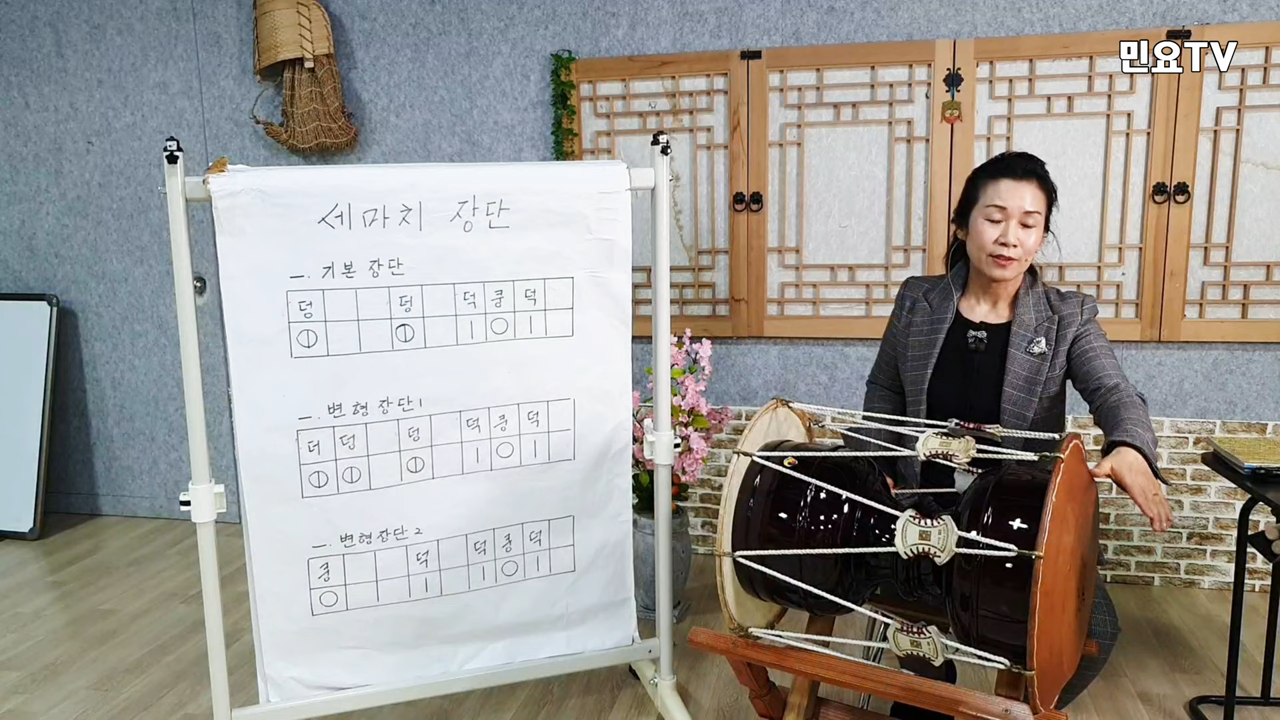 민요TV
세마치 장단
一. 기본 장단
덩 덩 덕 쿵 덕
一. 변형 장단1
더 덩 덩 덕 쿵 덕
一. 변형장단2
쿵 덕 덕 쿵 덕